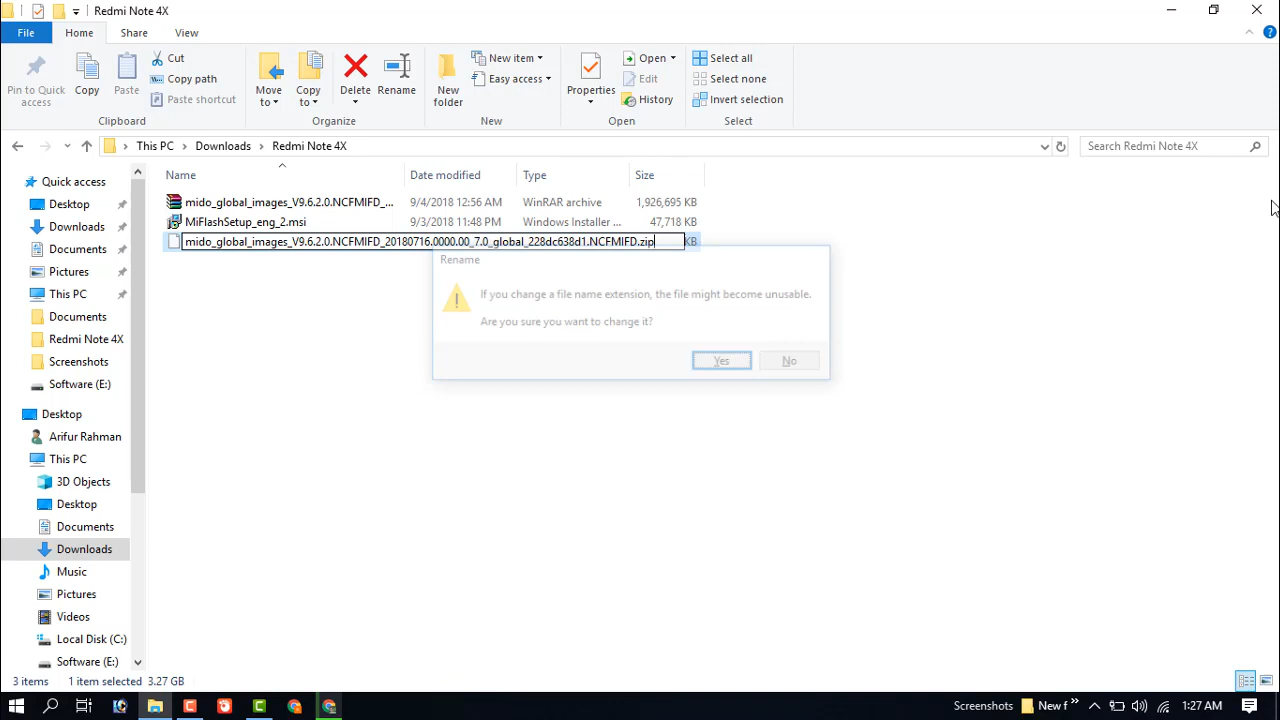 Redmi Note 4X
File Home Share View
Pin to Quick access
Copy
Paste
Cut
Copy path
Paste shortcut
Move to
Copy to
Delete
Rename
New folder
New item
Easy access
Properties
Open
Edit
History
Select all
Select none
Invert selection
Clipboard Organize New Open Select
This PC Downloads Redmi Note 4X Search Redmi Note 4X
Name Date modified Type Size
mido_global_images_V9.6.2.0.NCFMIFD_... 9/4/2018 12:56 AM WinRAR archive 1,926,695 KB
MiFlashSetup_eng_2.msi 9/3/2018 11:48 PM Windows Installer ... 47,718 KB
mido_global_images_V9.6.2.0.NCFMIFD_20180716.0000.00_7.0_global_228dc638d1.NCFMIFD.zip KB
Rename
If you change a file name extension, the file might become unusable.
Are you sure you want to change it?
Yes No
Quick access
Desktop
Downloads
Documents
Pictures
This PC
Documents
Redmi Note 4X
Screenshots
Software (E:)
Desktop
Arifur Rahman
This PC
3D Objects
Desktop
Documents
Downloads
Music
Pictures
Videos
Local Disk (C:)
Software (E:)
3 items 1 item selected 3.27 GB
Screenshots New f 1:27 AM